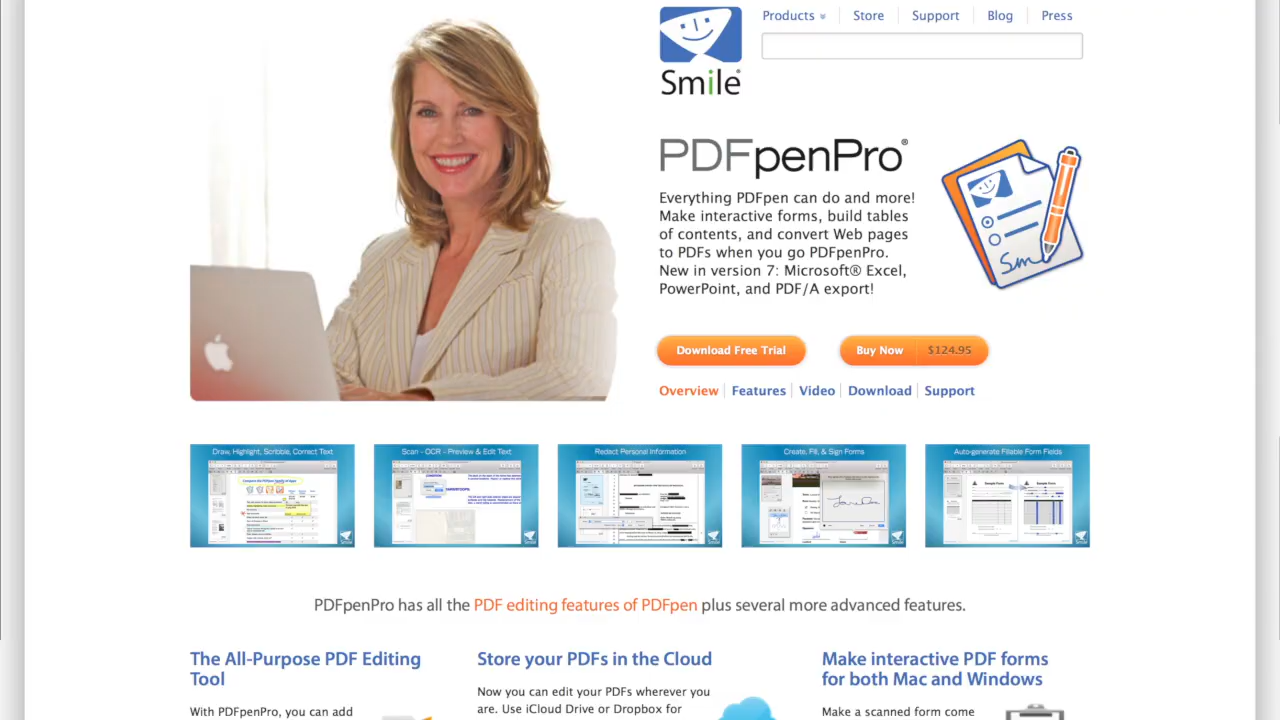 Products
Store
Support
Blog
Press
Smile
PDFpenPro®
Everything PDFpen can do and more!
Make interactive forms, build tables
of contents, and convert Web pages
to PDFs when you go PDFpenPro.
New in version 7: Microsoft® Excel,
PowerPoint, and PDF/A export!
Download Free Trial
Buy Now $124.95
Overview
Features
Video
Download
Support
Draw, Highlight, Scribble, Correct Text
Scan - OCR - Preview & Edit Text
Redact Personal Information
Create, Fill, & Sign Forms
Auto-generate Fillable Form Fields
PDFpenPro has all the PDF editing features of PDFpen plus several more advanced features.
The All-Purpose PDF Editing
Tool
With PDFpenPro, you can add
Store your PDFs in the Cloud
Now you can edit your PDFs wherever you
are. Use iCloud Drive or Dropbox for
Make interactive PDF forms
for both Mac and Windows
Make a scanned form come